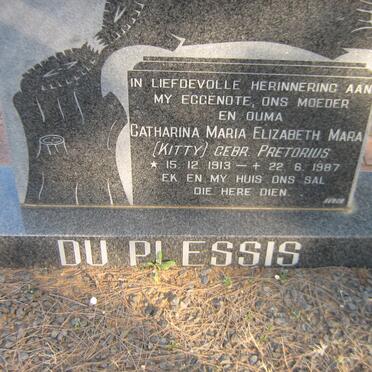 IN LIEFDEVOLLE HERINNERING AAN
MY EGGENOTE, ONS MOEDER
EN OUMA
CATHARINA MARIA ELIZABETH MARA
(KITTY) GEBR. PRETORIUS
* 15. 12. 1913 – + 22. 6. 1987
EK EN MY HUIS ONS SAL
DIE HERE DIEN.
DU PLESSIS